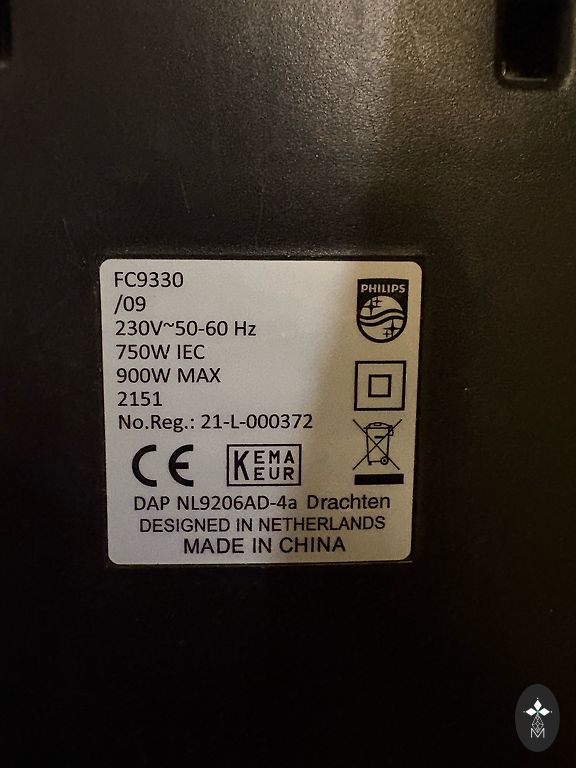 FC9330
/09
230V~50-60 Hz
750W IEC
900W MAX
2151
No.Reg.: 21-L-000372
PHILIPS
CE
KEMA
KEUR
DAP NL9206AD-4a Drachten
DESIGNED IN NETHERLANDS
MADE IN CHINA
M